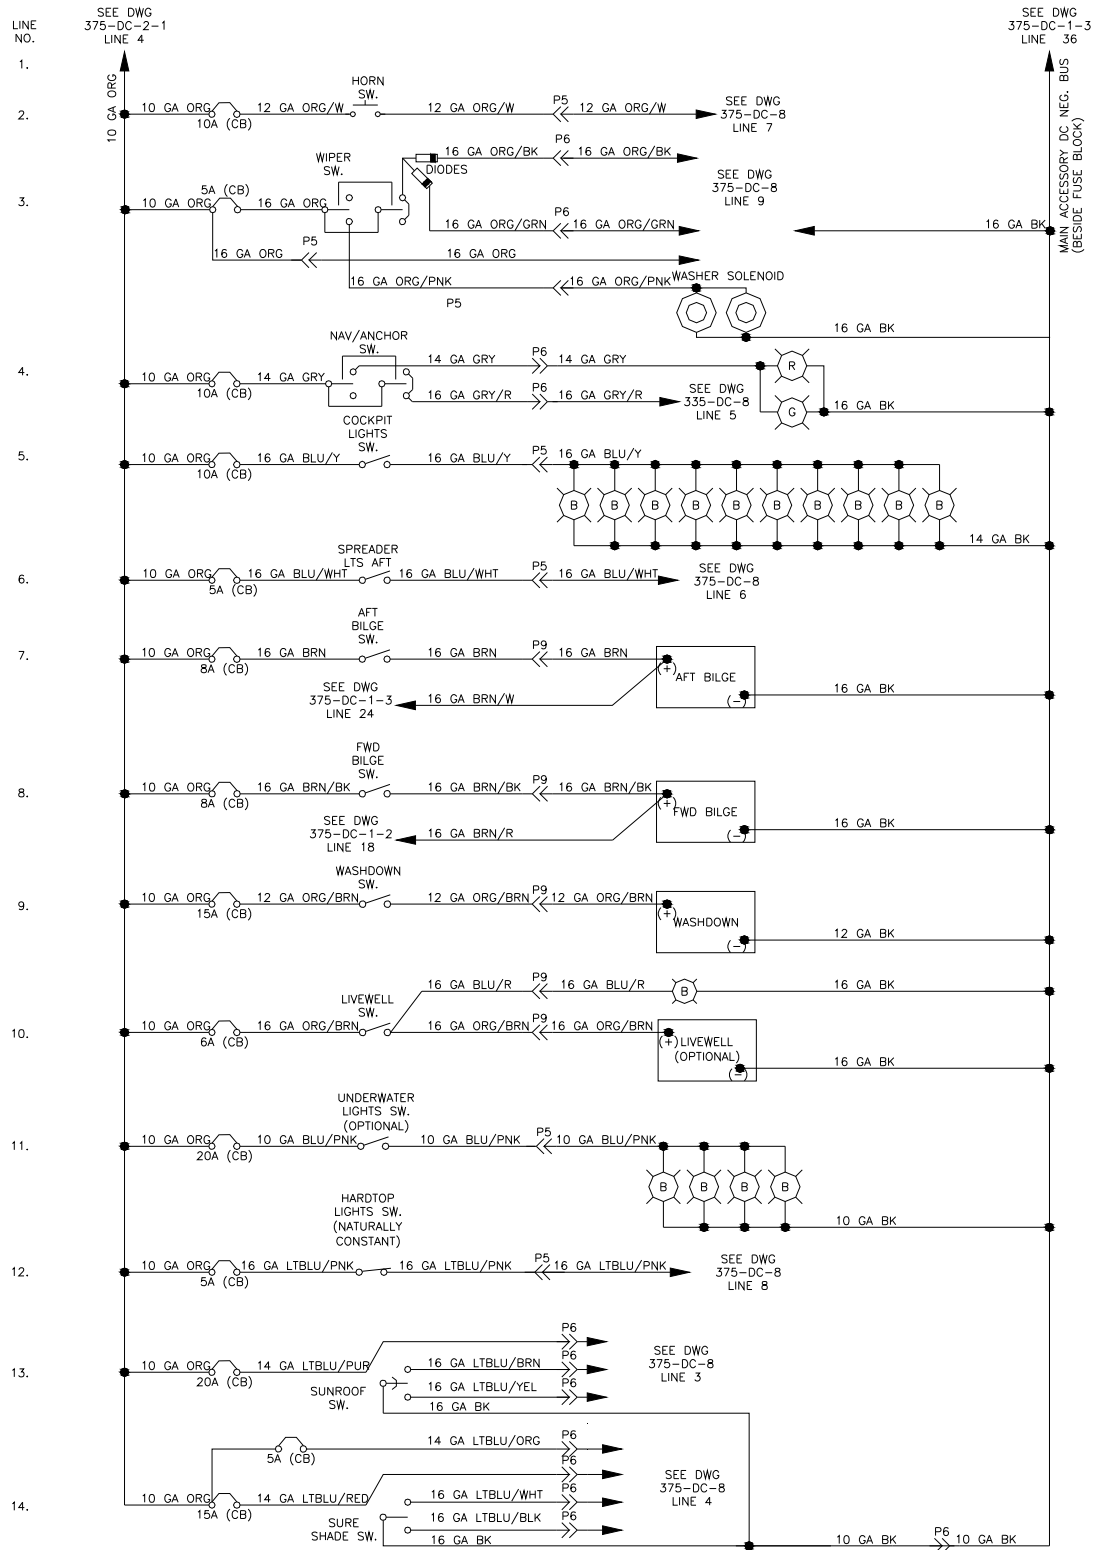 LINE
NO.
SEE DWG
375-DC-2-1
LINE 4
SEE DWG
375-DC-1-3
LINE 36
10 GA ORG
MAIN ACCESSORY DC NEG. BUS
(BESIDE FUSE BLOCK)
1.
2.
10 GA ORG
10A (CB)
12 GA ORG/W
HORN
SW.
12 GA ORG/W
P5
12 GA ORG/W
SEE DWG
375-DC-8
LINE 7
3.
10 GA ORG
5A (CB)
16 GA ORG
WIPER
SW.
DIODES
16 GA ORG/BK
P6
16 GA ORG/BK
SEE DWG
375-DC-8
LINE 9
16 GA ORG/GRN
P6
16 GA ORG/GRN
16 GA BK
16 GA ORG
P5
16 GA ORG
16 GA ORG/PNK
P5
16 GA ORG/PNK
WASHER SOLENOID
16 GA BK
4.
10 GA ORG
10A (CB)
14 GA GRY
NAV/ANCHOR
SW.
14 GA GRY
P6
14 GA GRY
R
16 GA GRY/R
P6
16 GA GRY/R
SEE DWG
335-DC-8
LINE 5
G
16 GA BK
5.
10 GA ORG
10A (CB)
16 GA BLU/Y
COCKPIT
LIGHTS
SW.
16 GA BLU/Y
P5
16 GA BLU/Y
B B B B B B B B B B
14 GA BK
6.
10 GA ORG
5A (CB)
16 GA BLU/WHT
SPREADER
LTS AFT
16 GA BLU/WHT
P5
16 GA BLU/WHT
SEE DWG
375-DC-8
LINE 6
7.
10 GA ORG
8A (CB)
16 GA BRN
AFT
BILGE
SW.
16 GA BRN
P9
16 GA BRN
(+)
AFT BILGE
(-)
16 GA BK
SEE DWG
375-DC-1-3
LINE 24
16 GA BRN/W
8.
10 GA ORG
8A (CB)
16 GA BRN/BK
FWD
BILGE
SW.
16 GA BRN/BK
P9
16 GA BRN/BK
(+)
FWD BILGE
(-)
16 GA BK
SEE DWG
375-DC-1-2
LINE 18
16 GA BRN/R
9.
10 GA ORG
15A (CB)
12 GA ORG/BRN
WASHDOWN
SW.
12 GA ORG/BRN
P9
12 GA ORG/BRN
(+)
WASHDOWN
(-)
12 GA BK
16 GA BLU/R
P9
16 GA BLU/R
B
16 GA BK
10.
10 GA ORG
6A (CB)
16 GA ORG/BRN
LIVEWELL
SW.
16 GA ORG/BRN
P9
16 GA ORG/BRN
(+)
LIVEWELL
(OPTIONAL)
(-)
16 GA BK
11.
10 GA ORG
20A (CB)
10 GA BLU/PNK
UNDERWATER
LIGHTS SW.
(OPTIONAL)
10 GA BLU/PNK
P5
10 GA BLU/PNK
B B B B
10 GA BK
12.
10 GA ORG
5A (CB)
16 GA LTBLU/PNK
HARDTOP
LIGHTS SW.
(NATURALLY
CONSTANT)
16 GA LTBLU/PNK
P5
16 GA LTBLU/PNK
SEE DWG
375-DC-8
LINE 8
13.
10 GA ORG
20A (CB)
14 GA LTBLU/PUR
P6
16 GA LTBLU/BRN
P6
SUNROOF
SW.
16 GA LTBLU/YEL
P6
16 GA BK
SEE DWG
375-DC-8
LINE 3
5A (CB)
14 GA LTBLU/ORG
P6
14.
10 GA ORG
15A (CB)
14 GA LTBLU/RED
P6
16 GA LTBLU/WHT
P6
SURE
SHADE SW.
16 GA LTBLU/BLK
P6
16 GA BK
SEE DWG
375-DC-8
LINE 4
10 GA BK
P6
10 GA BK